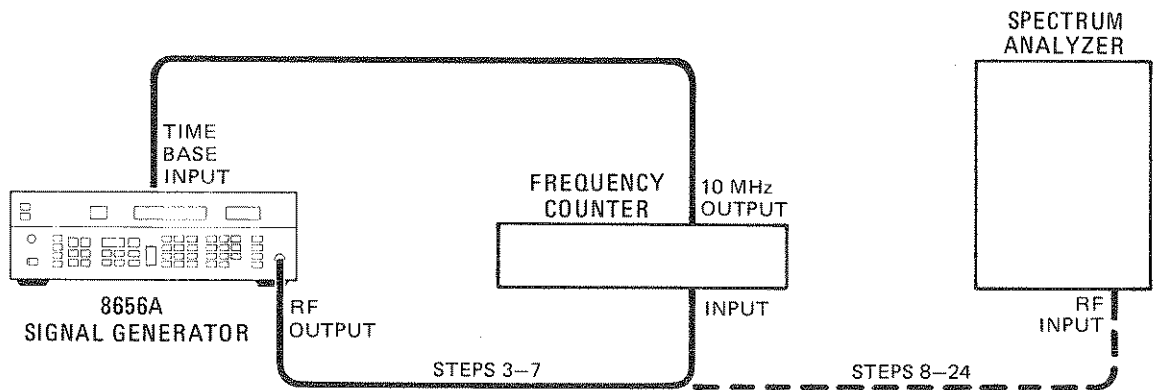 SPECTRUM
ANALYZER
TIME
BASE
INPUT
FREQUENCY
COUNTER
10 MHz
OUTPUT
8656A
SIGNAL GENERATOR
RF
OUTPUT
INPUT
RF
INPUT
STEPS 3–7
STEPS 8–24